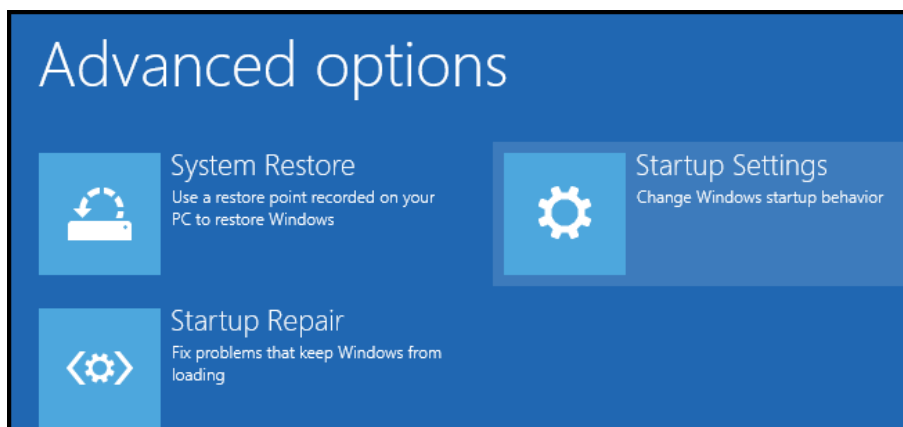 Advanced options
System Restore
Use a restore point recorded on your
PC to restore Windows
Startup Settings
Change Windows startup behavior
Startup Repair
Fix problems that keep Windows from
loading